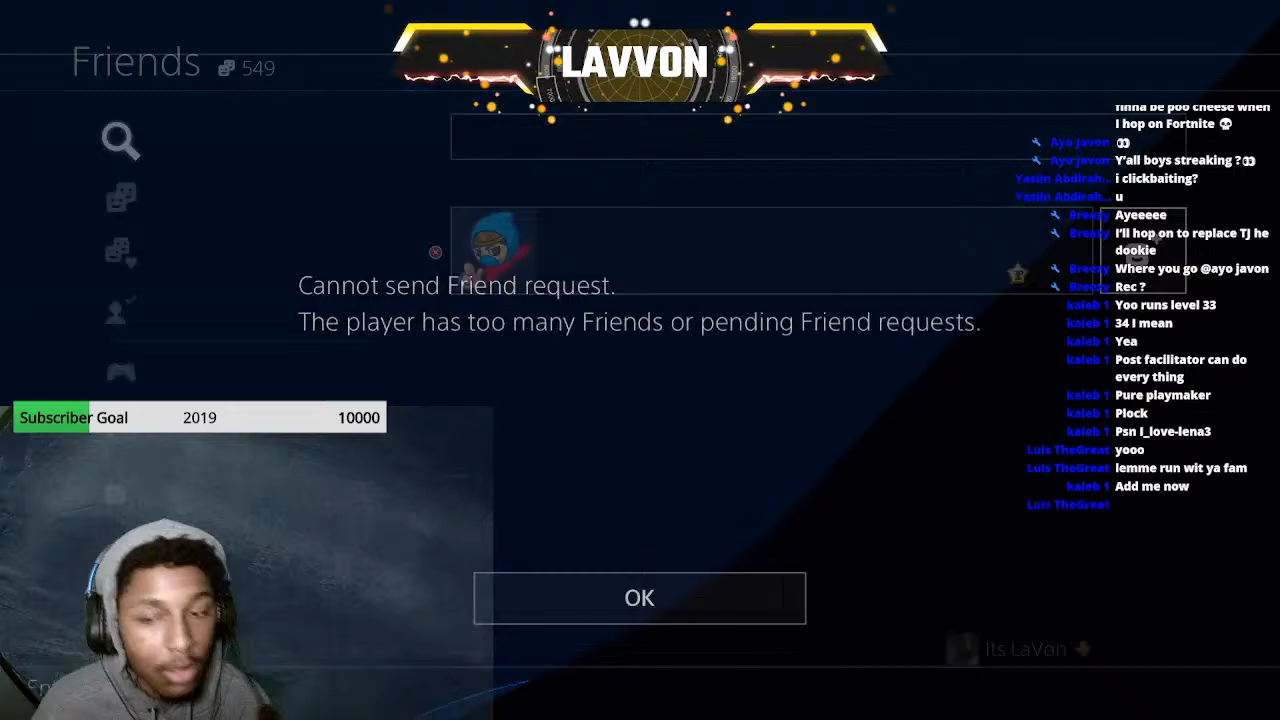 Friends 549
LAVVON
I hop on Fortnite 💀
Ayo Javon 👀
Ayo Javon Y'all boys streaking ?👀
Yasiin Abdirah... i clickbaiting?
Yasiin Abdirah... u
Breezy Ayeeeee
Breezy I'll hop on to replace TJ he
dookie
Breezy Where you go @ayo javon
Breezy Rec ?
kaleb 1 Yoo runs level 33
kaleb 1 34 I mean
kaleb 1 Yea
kaleb 1 Post facilitator can do
every thing
kaleb 1 Pure playmaker
kaleb 1 Plock
kaleb 1 Psn I_love-lena3
Luis TheGreat yooo
Luis TheGreat lemme run wit ya fam
kaleb 1 Add me now
Luis TheGreat
Cannot send Friend request.
The player has too many Friends or pending Friend requests.
Subscriber Goal 2019 10000
OK
Its LaVon